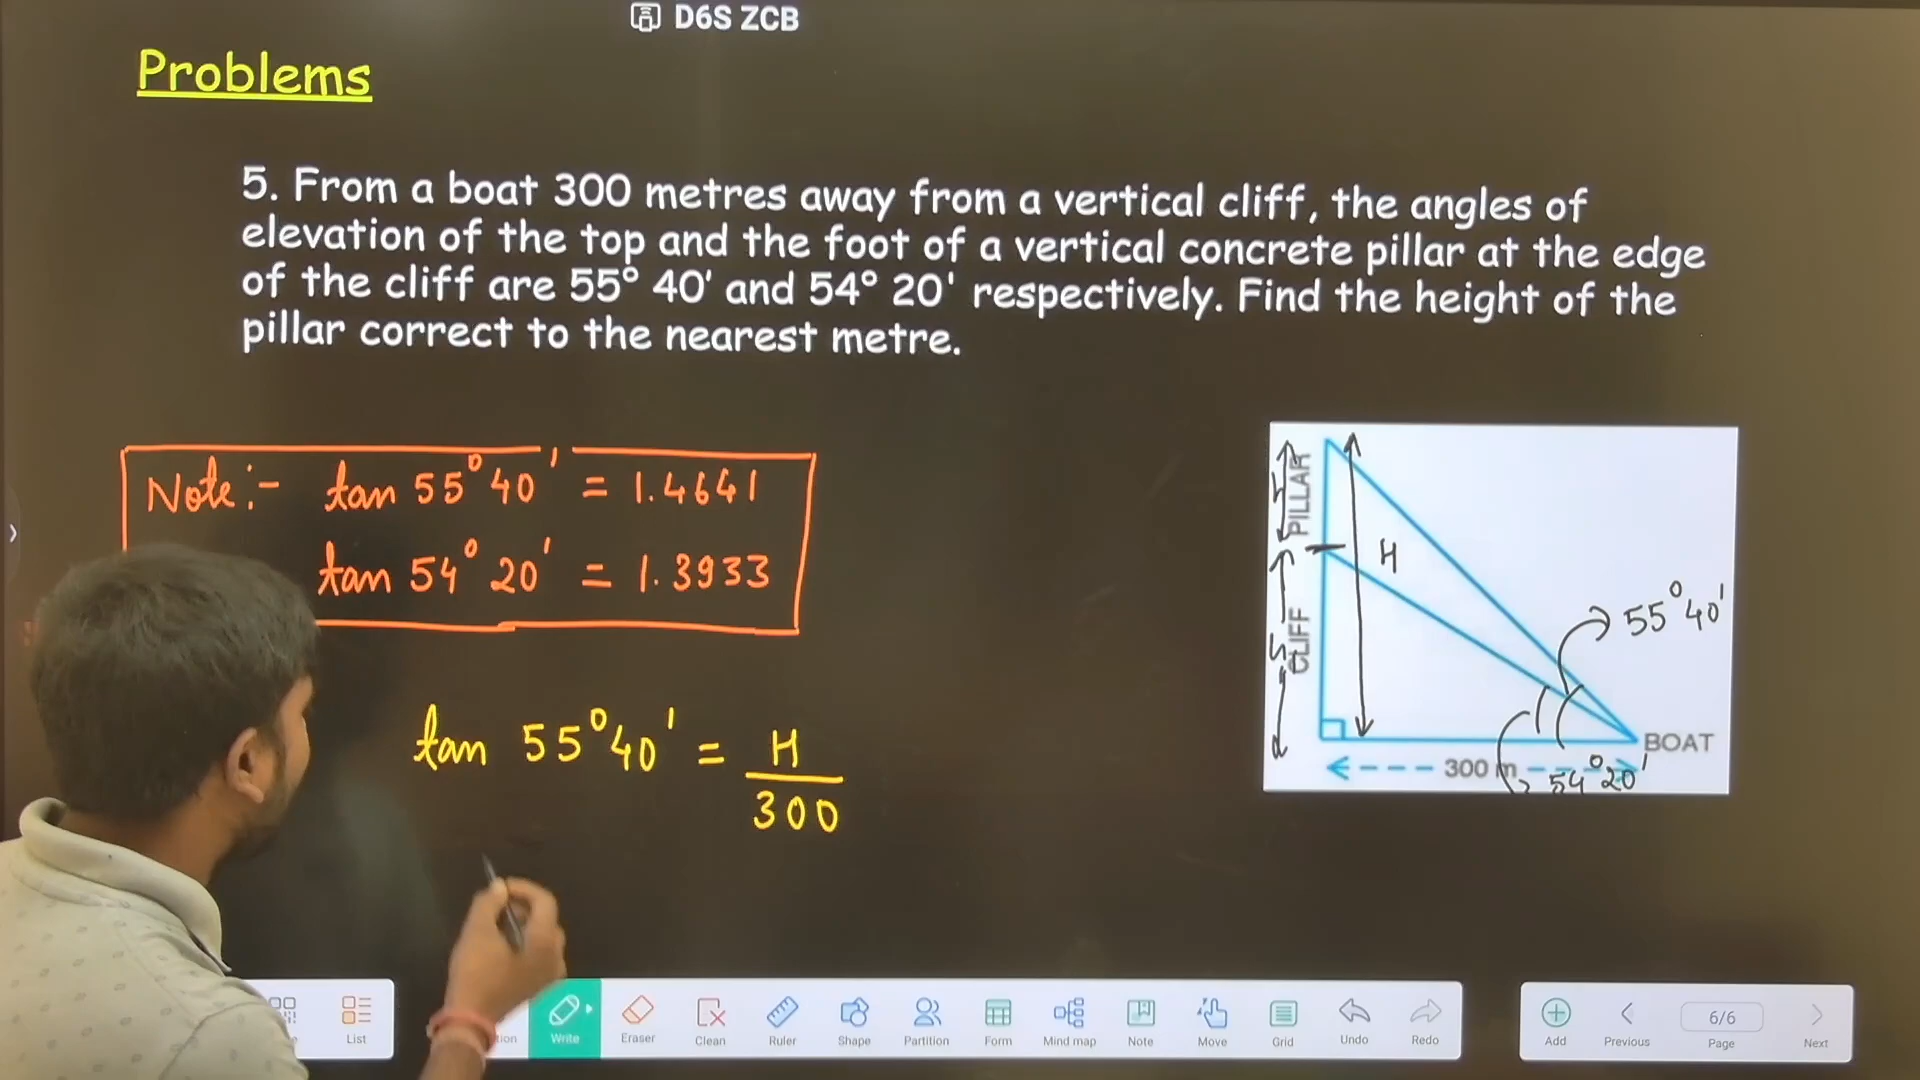 D6S ZCB
Problems
5. From a boat 300 metres away from a vertical cliff, the angles of
elevation of the top and the foot of a vertical concrete pillar at the edge
of the cliff are 55° 40' and 54° 20' respectively. Find the height of the
pillar correct to the nearest metre.
Note:- tan 55° 40' = 1.4641
tan 54° 20' = 1.3933
tan 55° 40' = H
300
PILLAR
CLIFF
H
55° 40'
BOAT
300 m
54° 20'
List
Write
Eraser
Clean
Ruler
Shape
Partition
Form
Mind map
Note
Move
Grid
Undo
Redo
Add
Previous
6/6
Page
Next